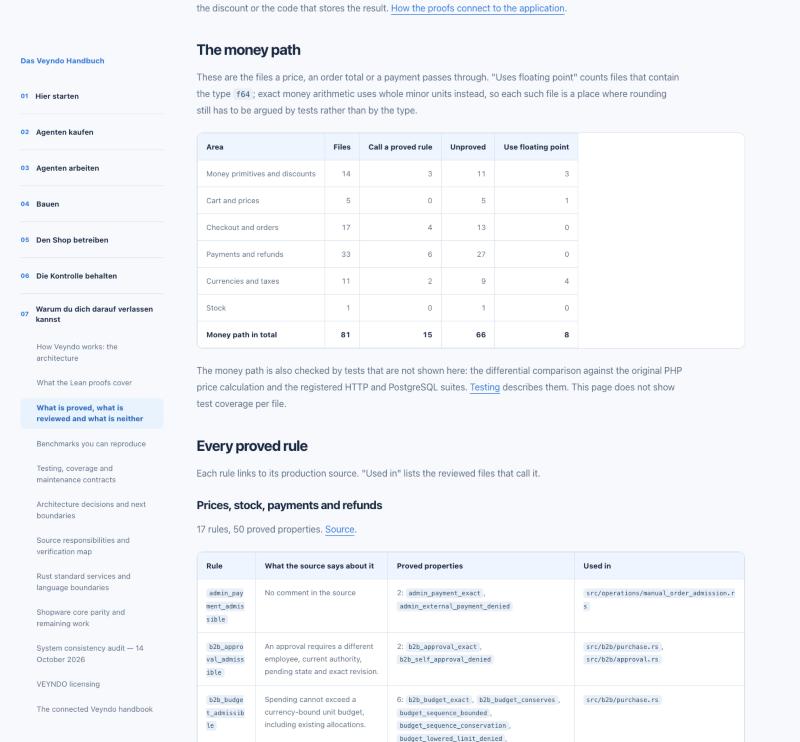 the discount or the code that stores the result. How the proofs connect to the application.
Das Veyndo Handbuch
01 Hier starten
02 Agenten kaufen
03 Agenten arbeiten
04 Bauen
05 Den Shop betreiben
06 Die Kontrolle behalten
07 Warum du dich darauf verlassen
kannst
How Veyndo works: the
architecture
What the Lean proofs cover
What is proved, what is
reviewed and what is neither
Benchmarks you can reproduce
Testing, coverage and
maintenance contracts
Architecture decisions and next
boundaries
Source responsibilities and
verification map
Rust standard services and
language boundaries
Shopware core parity and
remaining work
System consistency audit — 14
October 2026
VEYNDO licensing
The connected Veyndo handbook
The money path
These are the files a price, an order total or a payment passes through. "Uses floating point" counts files that contain
the type f64; exact money arithmetic uses whole minor units instead, so each such file is a place where rounding
still has to be argued by tests rather than by the type.
Area Files Call a proved rule Unproved Use floating point
Money primitives and discounts 14 3 11 3
Cart and prices 5 0 5 1
Checkout and orders 17 4 13 0
Payments and refunds 33 6 27 0
Currencies and taxes 11 2 9 4
Stock 1 0 1 0
Money path in total 81 15 66 8
The money path is also checked by tests that are not shown here: the differential comparison against the original PHP
price calculation and the registered HTTP and PostgreSQL suites. Testing describes them. This page does not show
test coverage per file.
Every proved rule
Each rule links to its production source. "Used in" lists the reviewed files that call it.
Prices, stock, payments and refunds
17 rules, 50 proved properties. Source.
Rule What the source says about it Proved properties Used in
admin_pay
ment_admis
sible
No comment in the source
2: admin_payment_exact,
admin_external_payment_denied
src/operations/manual_order_admission.r
s
b2b_appro
val_admiss
ible
An approval requires a different
employee, current authority,
pending state and exact revision.
2: b2b_approval_exact,
b2b_self_approval_denied
src/b2b/purchase.rs,
src/b2b/approval.rs
b2b_budge
t_admissib
le
Spending cannot exceed a
currency-bound unit budget,
including existing allocations.
6: b2b_budget_exact, b2b_budget_conserves,
budget_sequence_bounded,
budget_sequence_conservation,
budget_lowered_limit_denied,
src/b2b/purchase.rs